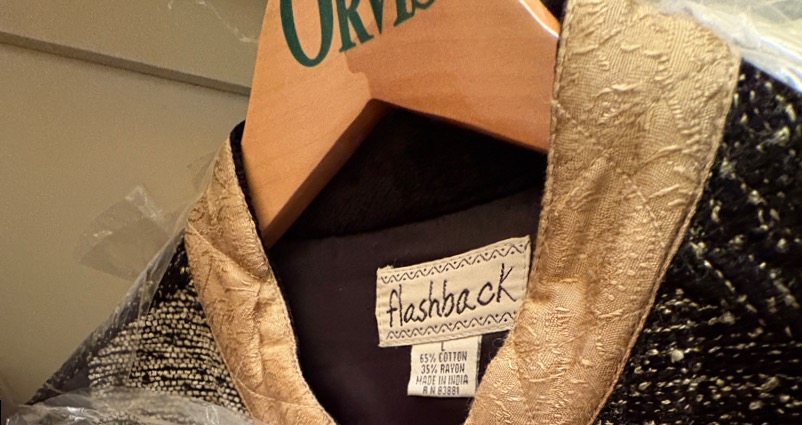 ORVIS
flashback
L
65% COTTON
35% RAYON
MADE IN INDIA
R N 83881